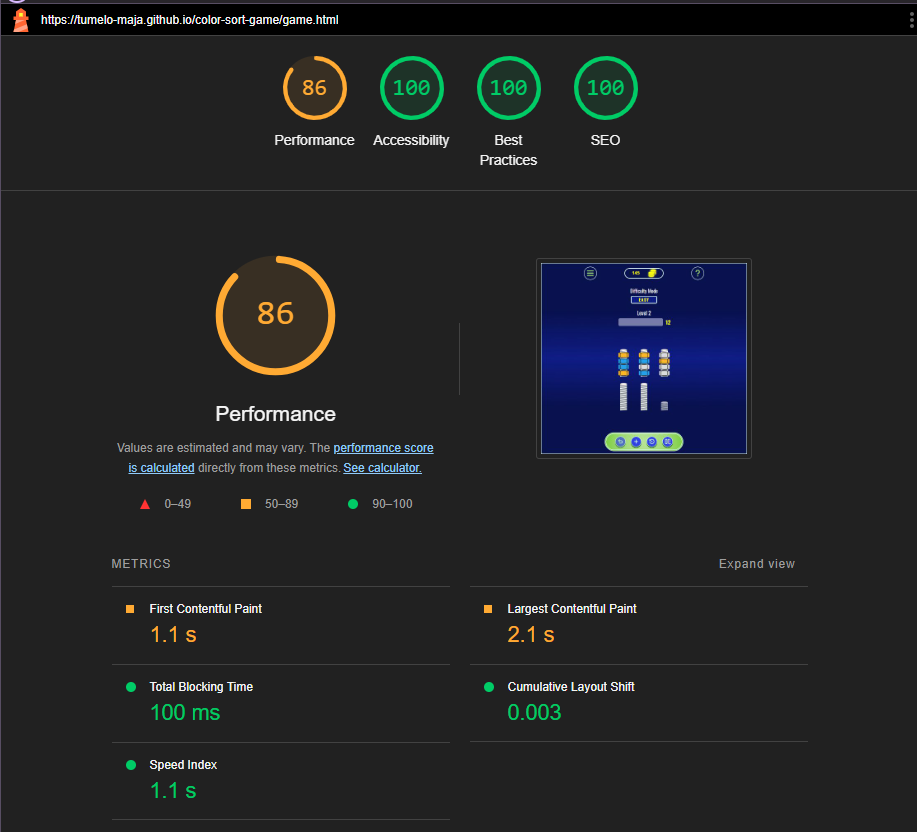 https://tumelo-maja.github.io/color-sort-game/game.html
86
100
100
100
Performance
Accessibility
Best
Practices
SEO
86
Performance
Values are estimated and may vary. The performance score
is calculated directly from these metrics. See calculator.
0–49
50–89
90–100
145
?
Difficulty Mode
EASY
Level 2
METRICS
Expand view
First Contentful Paint
1.1 s
Largest Contentful Paint
2.1 s
Total Blocking Time
100 ms
Cumulative Layout Shift
0.003
Speed Index
1.1 s